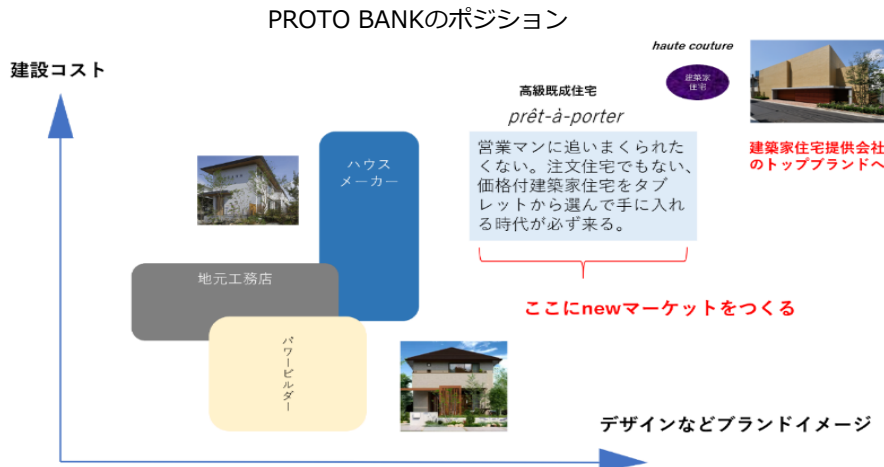 PROTO BANKのポジション
haute couture
建設コスト
建築家
住宅
高級既成住宅
prêt-à-porter
営業マンに追いまくられた
くない。注文住宅でもない、
価格付建築家住宅をタブ
レットから選んで手に入れ
る時代が必ず来る。
建築家住宅提供会社
のトップブランドへ
ハウス
メーカー
地元工務店
ここにnewマーケットをつくる
パワービルダー
デザインなどブランドイメージ